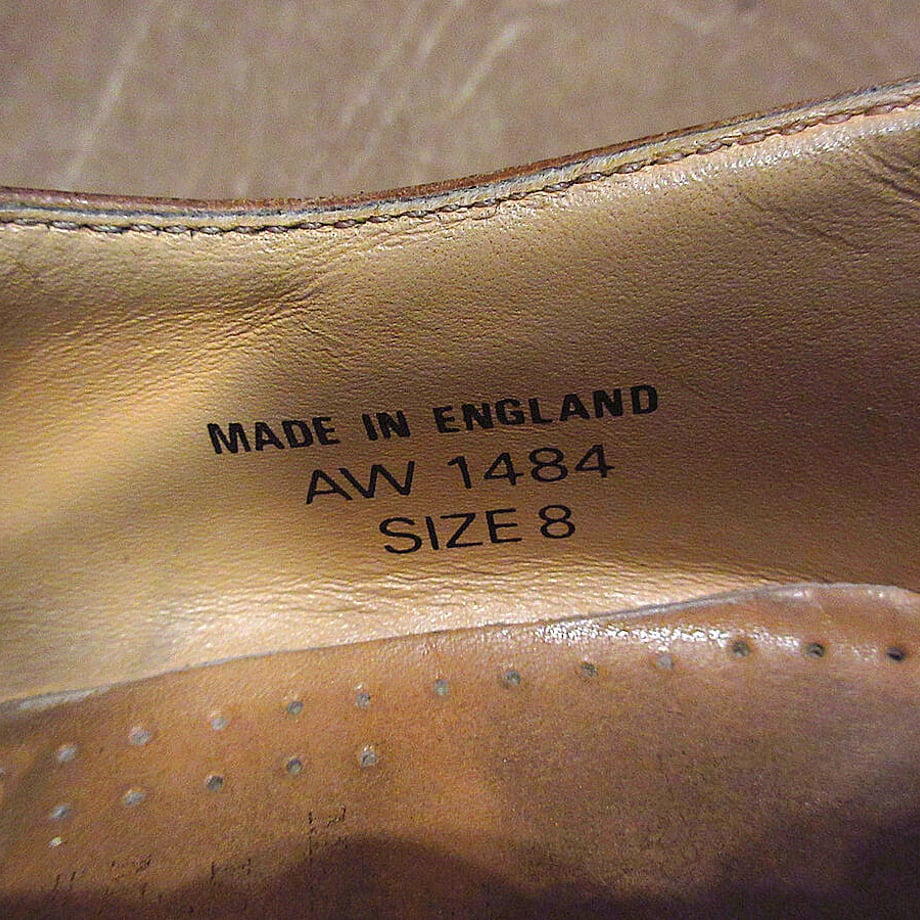 MADE IN ENGLAND
AW 1484
SIZE 8